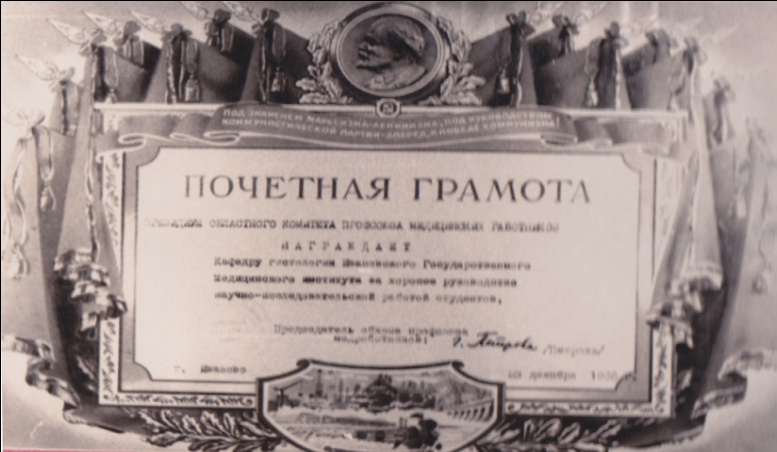 ПОД ЗНАМЕНЕМ МАРКСИЗМА-ЛЕНИНИЗМА, ПОД РУКОВОДСТВОМ
КОММУНИСТИЧЕСКОЙ ПАРТИИ-ВПЕРЕД, К ПОБЕДЕ КОММУНИЗМА!
ПОЧЕТНАЯ ГРАМОТА
ПРЕЗИДИУМ ОБЛАСТНОГО КОМИТЕТА ПРОФСОЮЗА МЕДИЦИНСКИХ РАБОТНИКОВ
НАГРАЖДАЕТ
Кафедру гистологии Ивановского Государственного
Медицинского института за хорошее руководство
научно-исследовательской работой студентов.
Председатель обкома профсоюза
медработников:
/Петрова/
г. Иваново
декабря